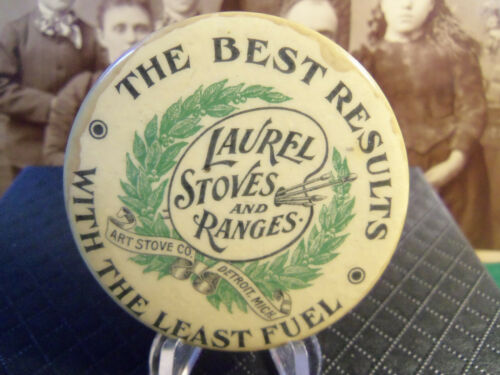 THE BEST RESULTS
WITH THE LEAST FUEL
LAUREL
STOVES
AND
RANGES.
ART STOVE CO.
DETROIT, MICH.